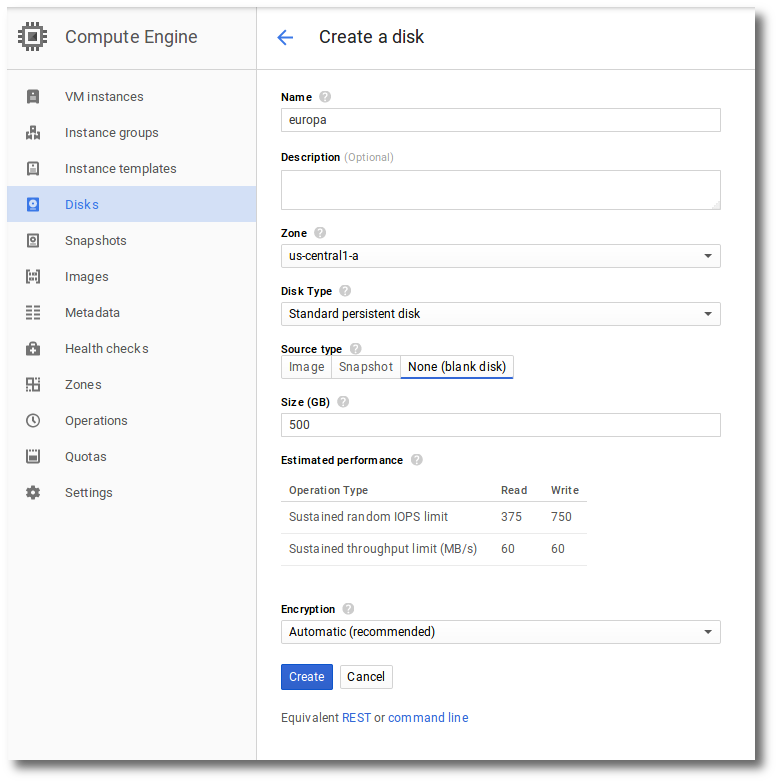 Compute Engine
VM instances
Instance groups
Instance templates
Disks
Snapshots
Images
Metadata
Health checks
Zones
Operations
Quotas
Settings
Create a disk
Name ?
europa
Description (Optional)
Zone ?
us-central1-a
Disk Type ?
Standard persistent disk
Source type ?
Image Snapshot None (blank disk)
Size (GB) ?
500
Estimated performance ?
Operation Type Read Write
Sustained random IOPS limit 375 750
Sustained throughput limit (MB/s) 60 60
Encryption ?
Automatic (recommended)
Create Cancel
Equivalent REST or command line